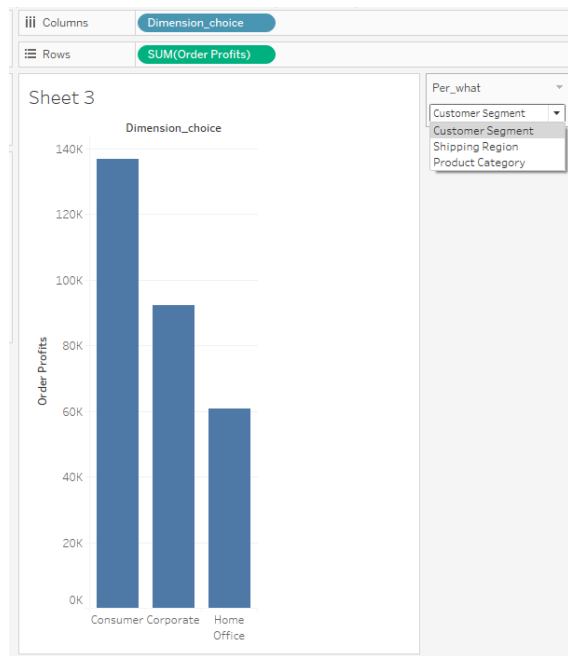 Columns
Dimension_choice
Rows
SUM(Order Profits)
Sheet 3
Dimension_choice
140K
120K
100K
80K
60K
40K
20K
0K
Order Profits
Consumer
Corporate
Home
Office
Per_what
Customer Segment
Customer Segment
Shipping Region
Product Category